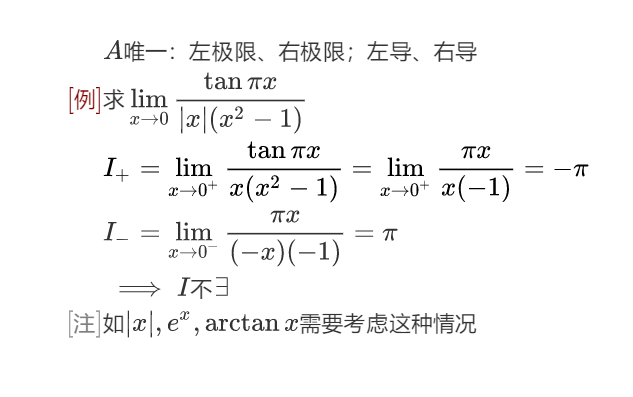 A唯一：左极限、右极限；左导、右导
[例]求 \lim_{x \to 0} \frac{\tan \pi x}{|x|(x^2 - 1)}
I_+ = \lim_{x \to 0^+} \frac{\tan \pi x}{x(x^2 - 1)} = \lim_{x \to 0^+} \frac{\pi x}{x(-1)} = -\pi
I_- = \lim_{x \to 0^-} \frac{\pi x}{(-x)(-1)} = \pi
⟹ I不∃
[注]如|x|, e^x, arctan x需要考虑这种情况